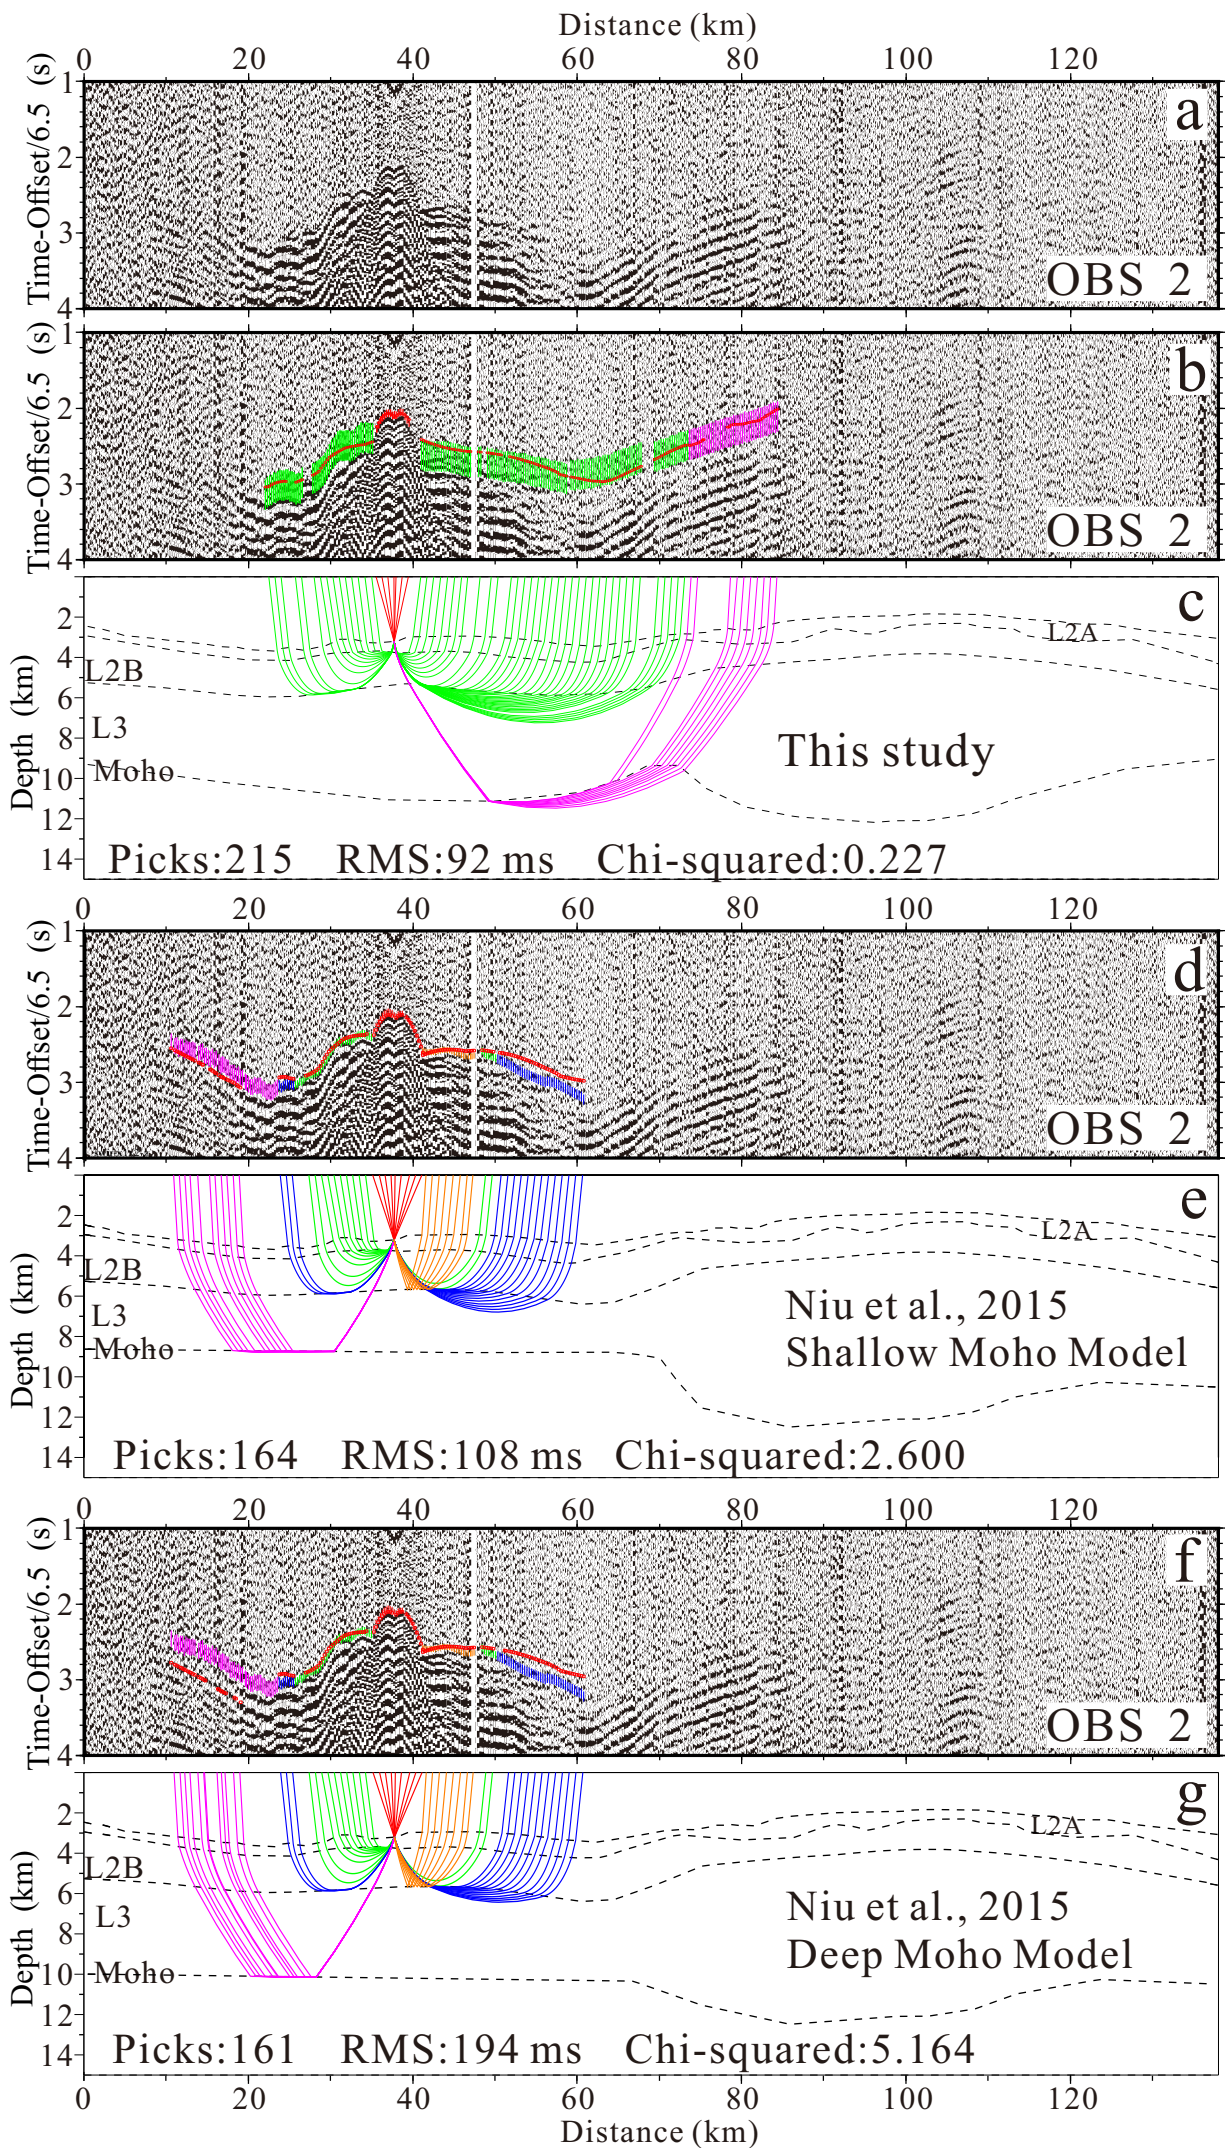 Distance (km)
0 20 40 60 80 100 120
Time-Offset/6.5 (s)
1
2
3
4
a
OBS 2
Time-Offset/6.5 (s)
1
2
3
4
b
OBS 2
Depth (km)
2
4
6
8
10
12
14
c
L2A
L2B
L3
Moho
This study
Picks:215 RMS:92 ms Chi-squared:0.227
0 20 40 60 80 100 120
Time-Offset/6.5 (s)
1
2
3
4
d
OBS 2
Depth (km)
2
4
6
8
10
12
14
e
L2A
L2B
L3
Moho
Niu et al., 2015
Shallow Moho Model
Picks:164 RMS:108 ms Chi-squared:2.600
0 20 40 60 80 100 120
Time-Offset/6.5 (s)
1
2
3
4
f
OBS 2
Depth (km)
2
4
6
8
10
12
14
g
L2A
L2B
L3
Moho
Niu et al., 2015
Deep Moho Model
Picks:161 RMS:194 ms Chi-squared:5.164
0 20 40 60 80 100 120
Distance (km)